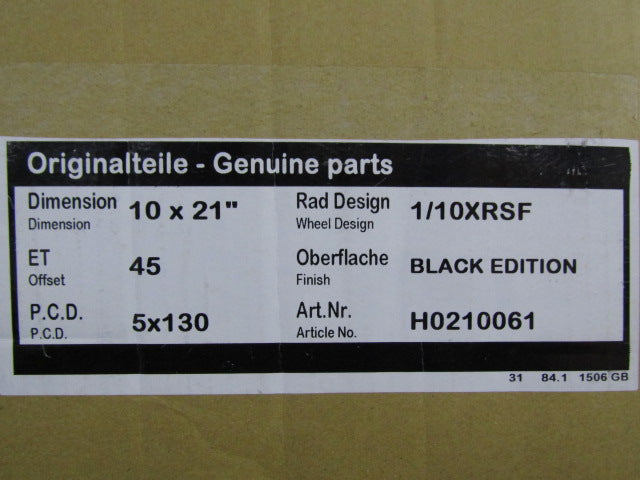 Originalteile - Genuine parts
Dimension 10 x 21" Rad Design 1/10XRSF
Dimension Wheel Design
ET 45 Oberflache BLACK EDITION
Offset Finish
P.C.D. 5x130 Art.Nr. H0210061
P.C.D. Article No.
31 84.1 1506 GB